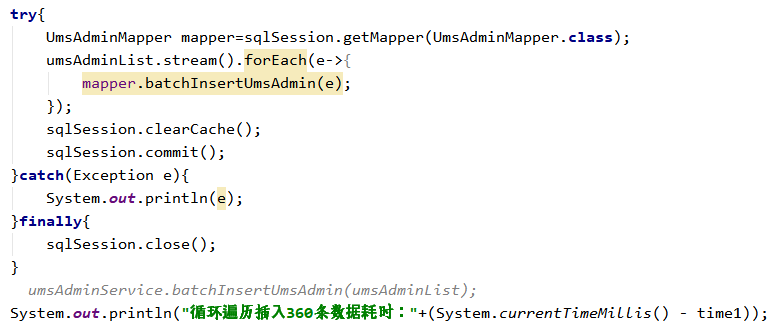 try{
UmsAdminMapper mapper=sqlSession.getMapper(UmsAdminMapper.class);
umsAdminList.stream().forEach(e->{
mapper.batchInsertUmsAdmin(e);
});
sqlSession.clearCache();
sqlSession.commit();
}catch(Exception e){
System.out.println(e);
}finally{
sqlSession.close();
}
umsAdminService.batchInsertUmsAdmin(umsAdminList);
System.out.println("循环遍历插入360条数据耗时："+(System.currentTimeMillis() - time1));